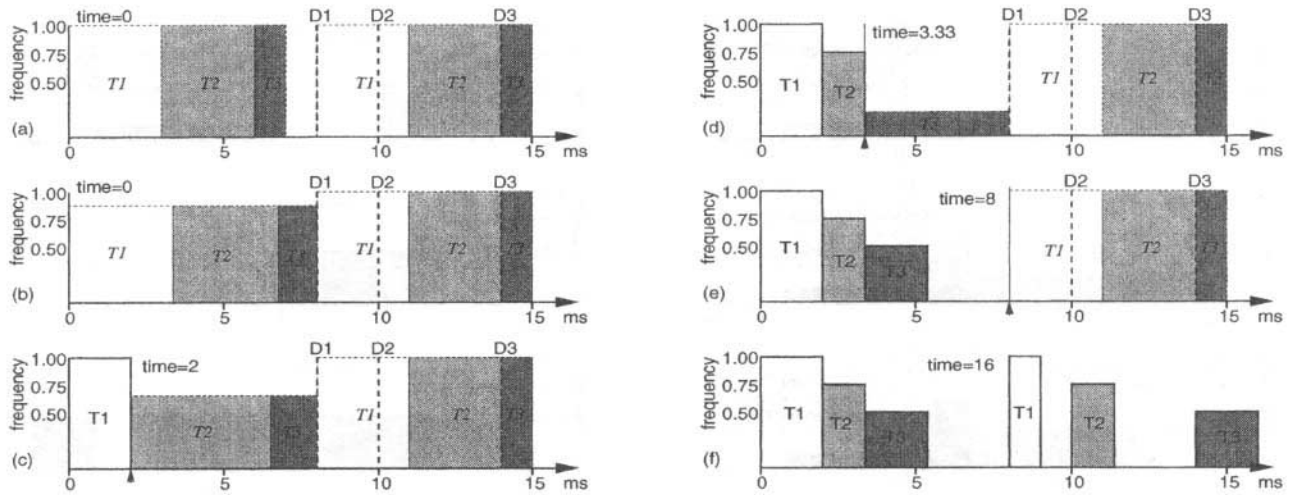 time=0
D1 D2 D3
frequency
1.00
0.75
0.50
T1 T2 T3 T1 T2 T3
(a)
0 5 10 15 ms
time=0
D1 D2 D3
frequency
1.00
0.75
0.50
T1 T2 T3 T1 T2 T3
(b)
0 5 10 15 ms
time=2
D1 D2 D3
frequency
1.00
0.75
0.50
T1 T2 T3 T1 T2 T3
(c)
0 5 10 15 ms
time=3.33
D1 D2 D3
frequency
1.00
0.75
0.50
T1 T2 T3 T1 T2 T3
(d)
0 5 10 15 ms
time=8
D2 D3
frequency
1.00
0.75
0.50
T1 T2 T3 T1 T2 T3
(e)
0 5 10 15 ms
time=16
frequency
1.00
0.75
0.50
T1 T2 T3 T1 T2 T3
(f)
0 5 10 15 ms